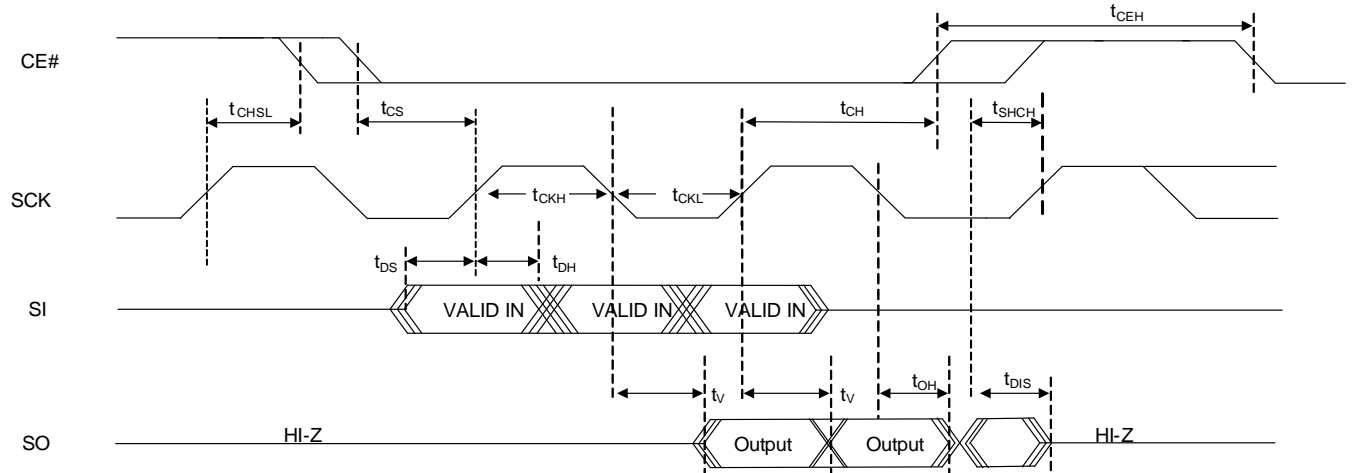 tCEH
CE#
tCHSL
tCS
tCH
tSHCH
SCK
tCKH
tCKL
tDS
tDH
SI
VALID IN
VALID IN
VALID IN
tV
tV
tOH
tDIS
SO
HI-Z
Output
Output
HI-Z